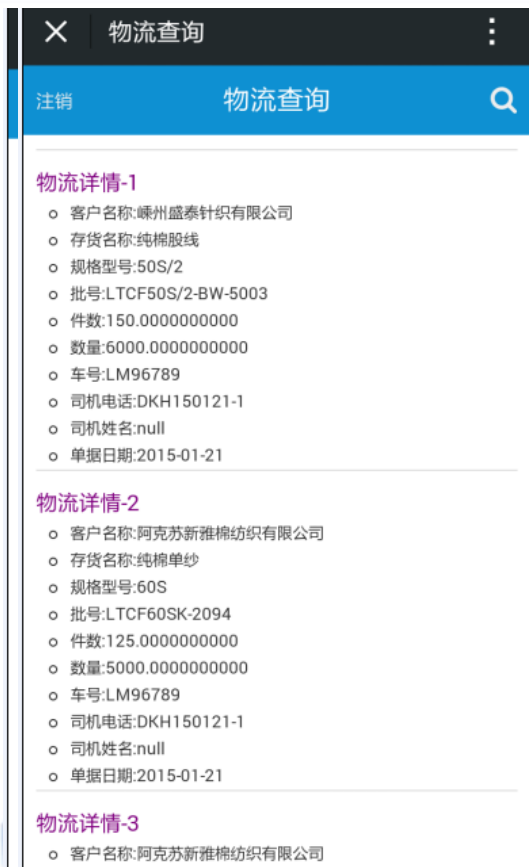 物流查询
注销
物流查询
物流详情-1
客户名称:嵊州盛泰针织有限公司
存货名称:纯棉股线
规格型号:50S/2
批号:LTCF50S/2-BW-5003
件数:150.0000000000
数量:6000.0000000000
车号:LM96789
司机电话:DKH150121-1
司机姓名:null
单据日期:2015-01-21
物流详情-2
客户名称:阿克苏新雅棉纺织有限公司
存货名称:纯棉单纱
规格型号:60S
批号:LTCF60SK-2094
件数:125.0000000000
数量:5000.0000000000
车号:LM96789
司机电话:DKH150121-1
司机姓名:null
单据日期:2015-01-21
物流详情-3
客户名称:阿克苏新雅棉纺织有限公司